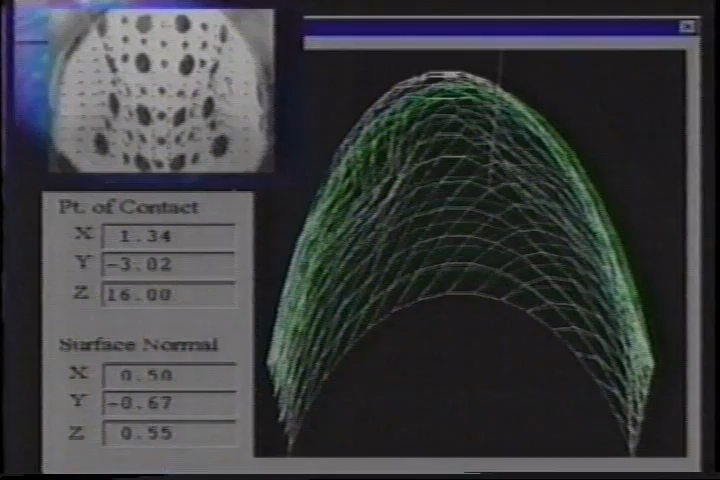 Pt. of Contact
X 1.34
Y -3.02
Z 16.00
Surface Normal
X 0.50
Y -0.67
Z 0.55